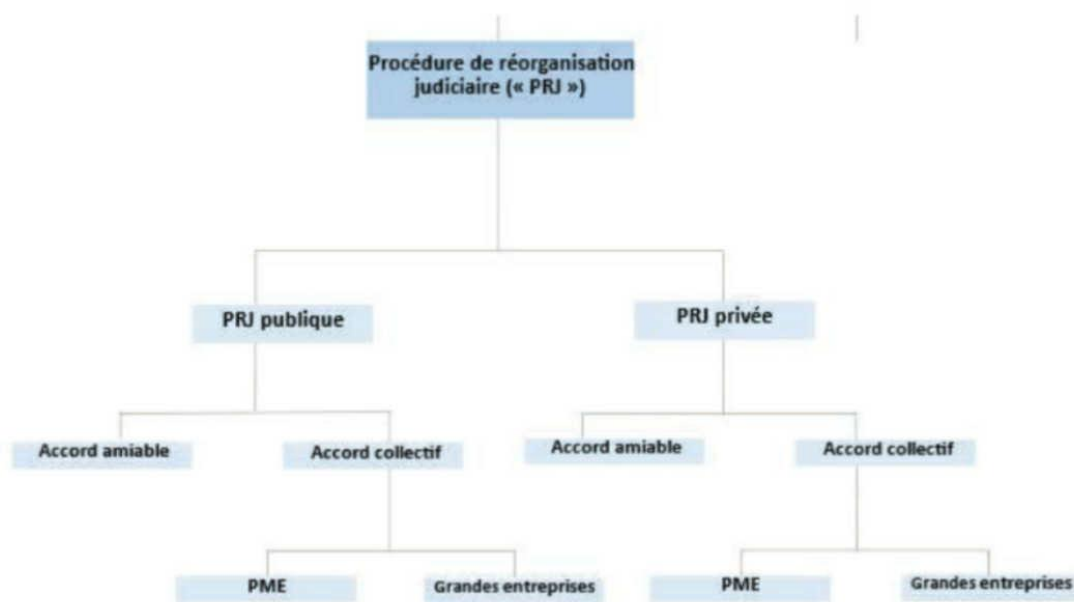 Procédure de réorganisation
judiciaire (« PRJ »)
PRJ publique
PRJ privée
Accord amiable
Accord collectif
Accord amiable
Accord collectif
PME
Grandes entreprises
PME
Grandes entreprises